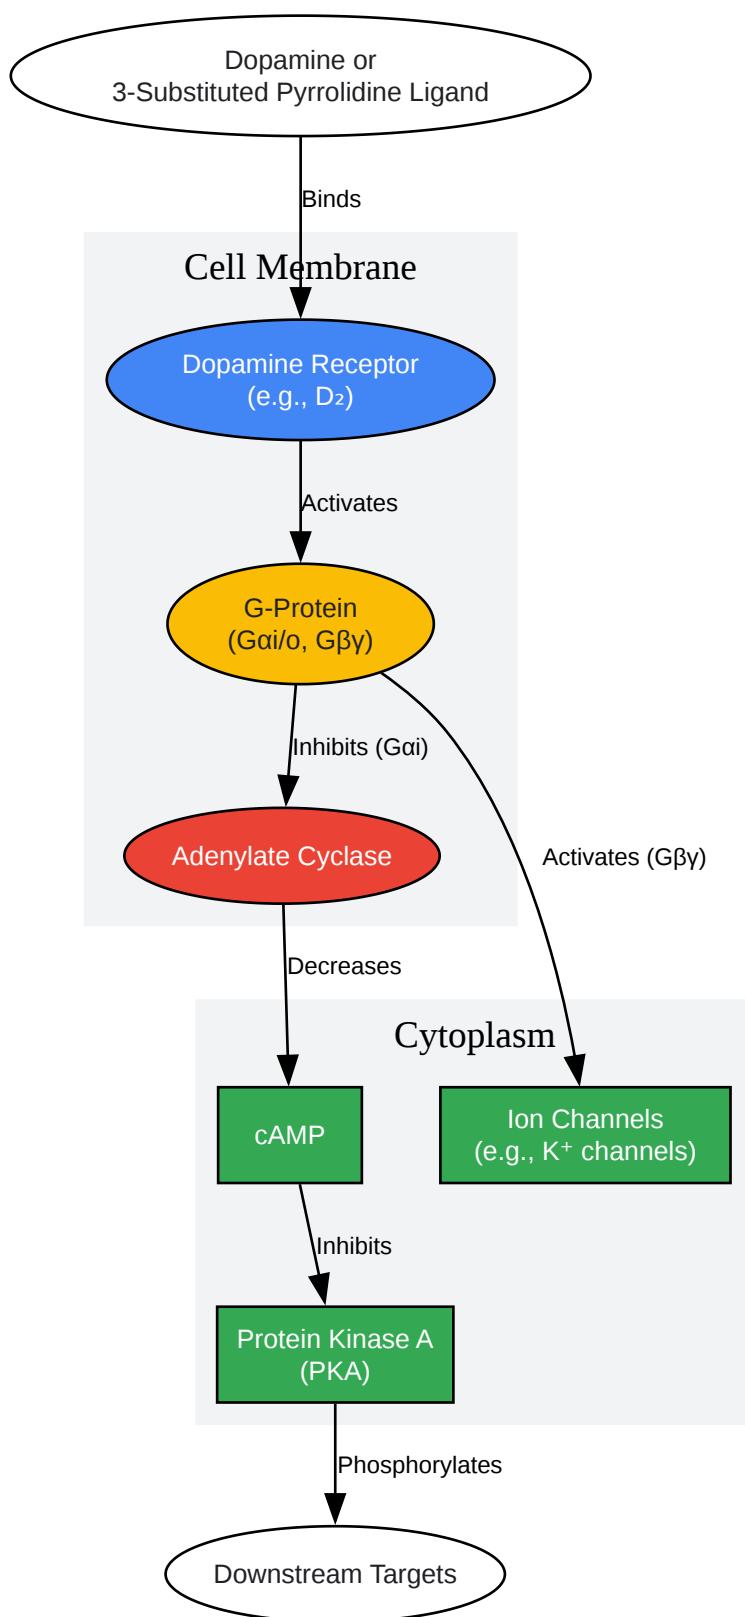 Dopamine or
3-Substituted Pyrrolidine Ligand
Binds
Cell Membrane
Dopamine Receptor
(e.g., D₂)
Activates
G-Protein
(Gαi/o, Gβγ)
Inhibits (Gαi)
Adenylate Cyclase
Activates (Gβγ)
Decreases
Cytoplasm
cAMP
Ion Channels
(e.g., K⁺ channels)
Inhibits
Protein Kinase A
(PKA)
Phosphorylates
Downstream Targets